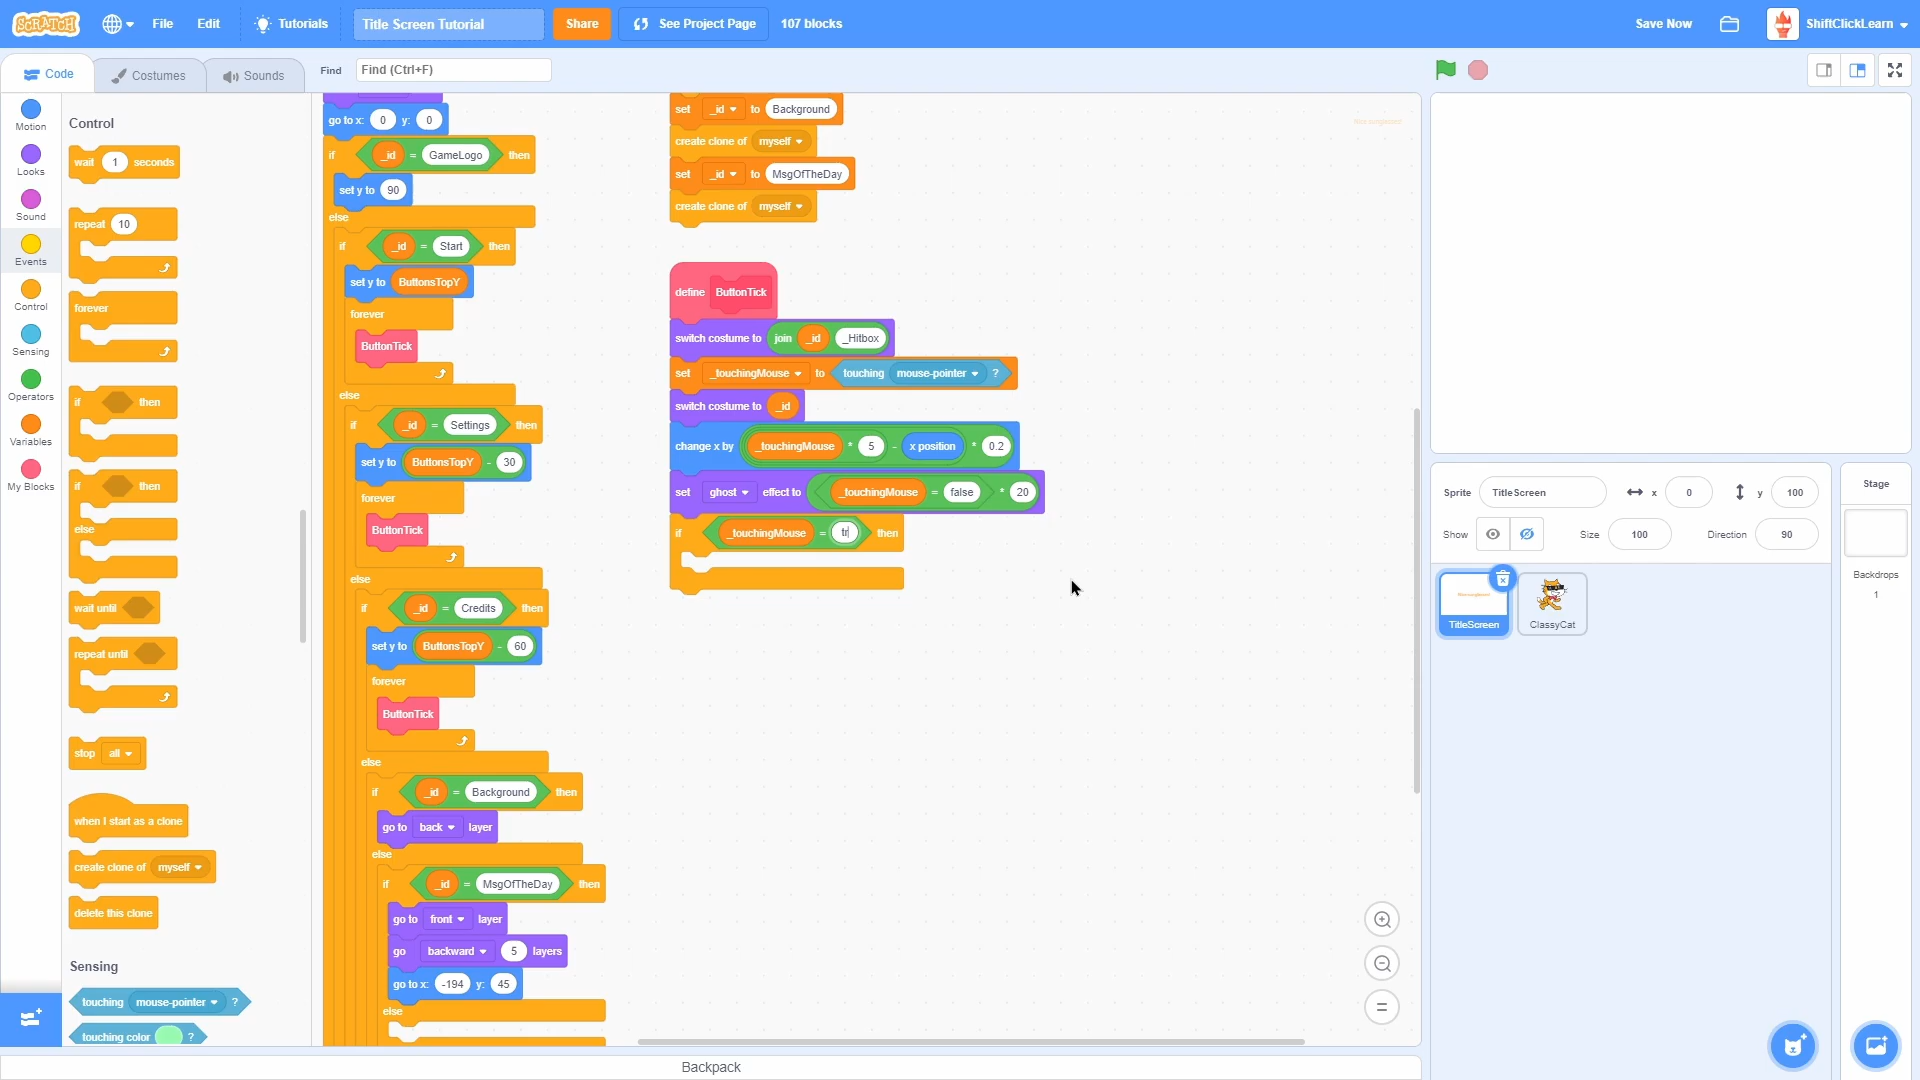 SCRATCH File Edit Tutorials Title Screen Tutorial Share See Project Page 107 blocks Save Now ShiftClickLearn
Code Costumes Sounds Find Find (Ctrl+F)
Motion
Looks
Sound
Events
Control
Sensing
Operators
Variables
My Blocks
Control
wait 1 seconds
repeat 10
forever
if then
if then
else
wait until
repeat until
stop all
when I start as a clone
create clone of myself
delete this clone
Sensing
touching mouse-pointer ?
touching color ?
go to x: 0 y: 0
if _id = GameLogo then
set y to 90
else
if _id = Start then
set y to ButtonsTopY
forever
ButtonTick
else
if _id = Settings then
set y to ButtonsTopY - 30
forever
ButtonTick
else
if _id = Credits then
set y to ButtonsTopY - 60
forever
ButtonTick
else
if _id = Background then
go to back layer
else
if _id = MsgOfTheDay then
go to front layer
go backward 5 layers
go to x: -194 y: 45
else
set _id to Background
create clone of myself
set _id to MsgOfTheDay
create clone of myself
define ButtonTick
switch costume to join _id _Hitbox
set _touchingMouse to touching mouse-pointer ?
switch costume to _id
change x by _touchingMouse * 5 - x position * 0.2
set ghost effect to _touchingMouse = false * 20
if _touchingMouse = tr then
Backpack
Sprite TitleScreen x 0 y 100
Show Size 100 Direction 90
TitleScreen
ClassyCat
Stage
Backdrops
1